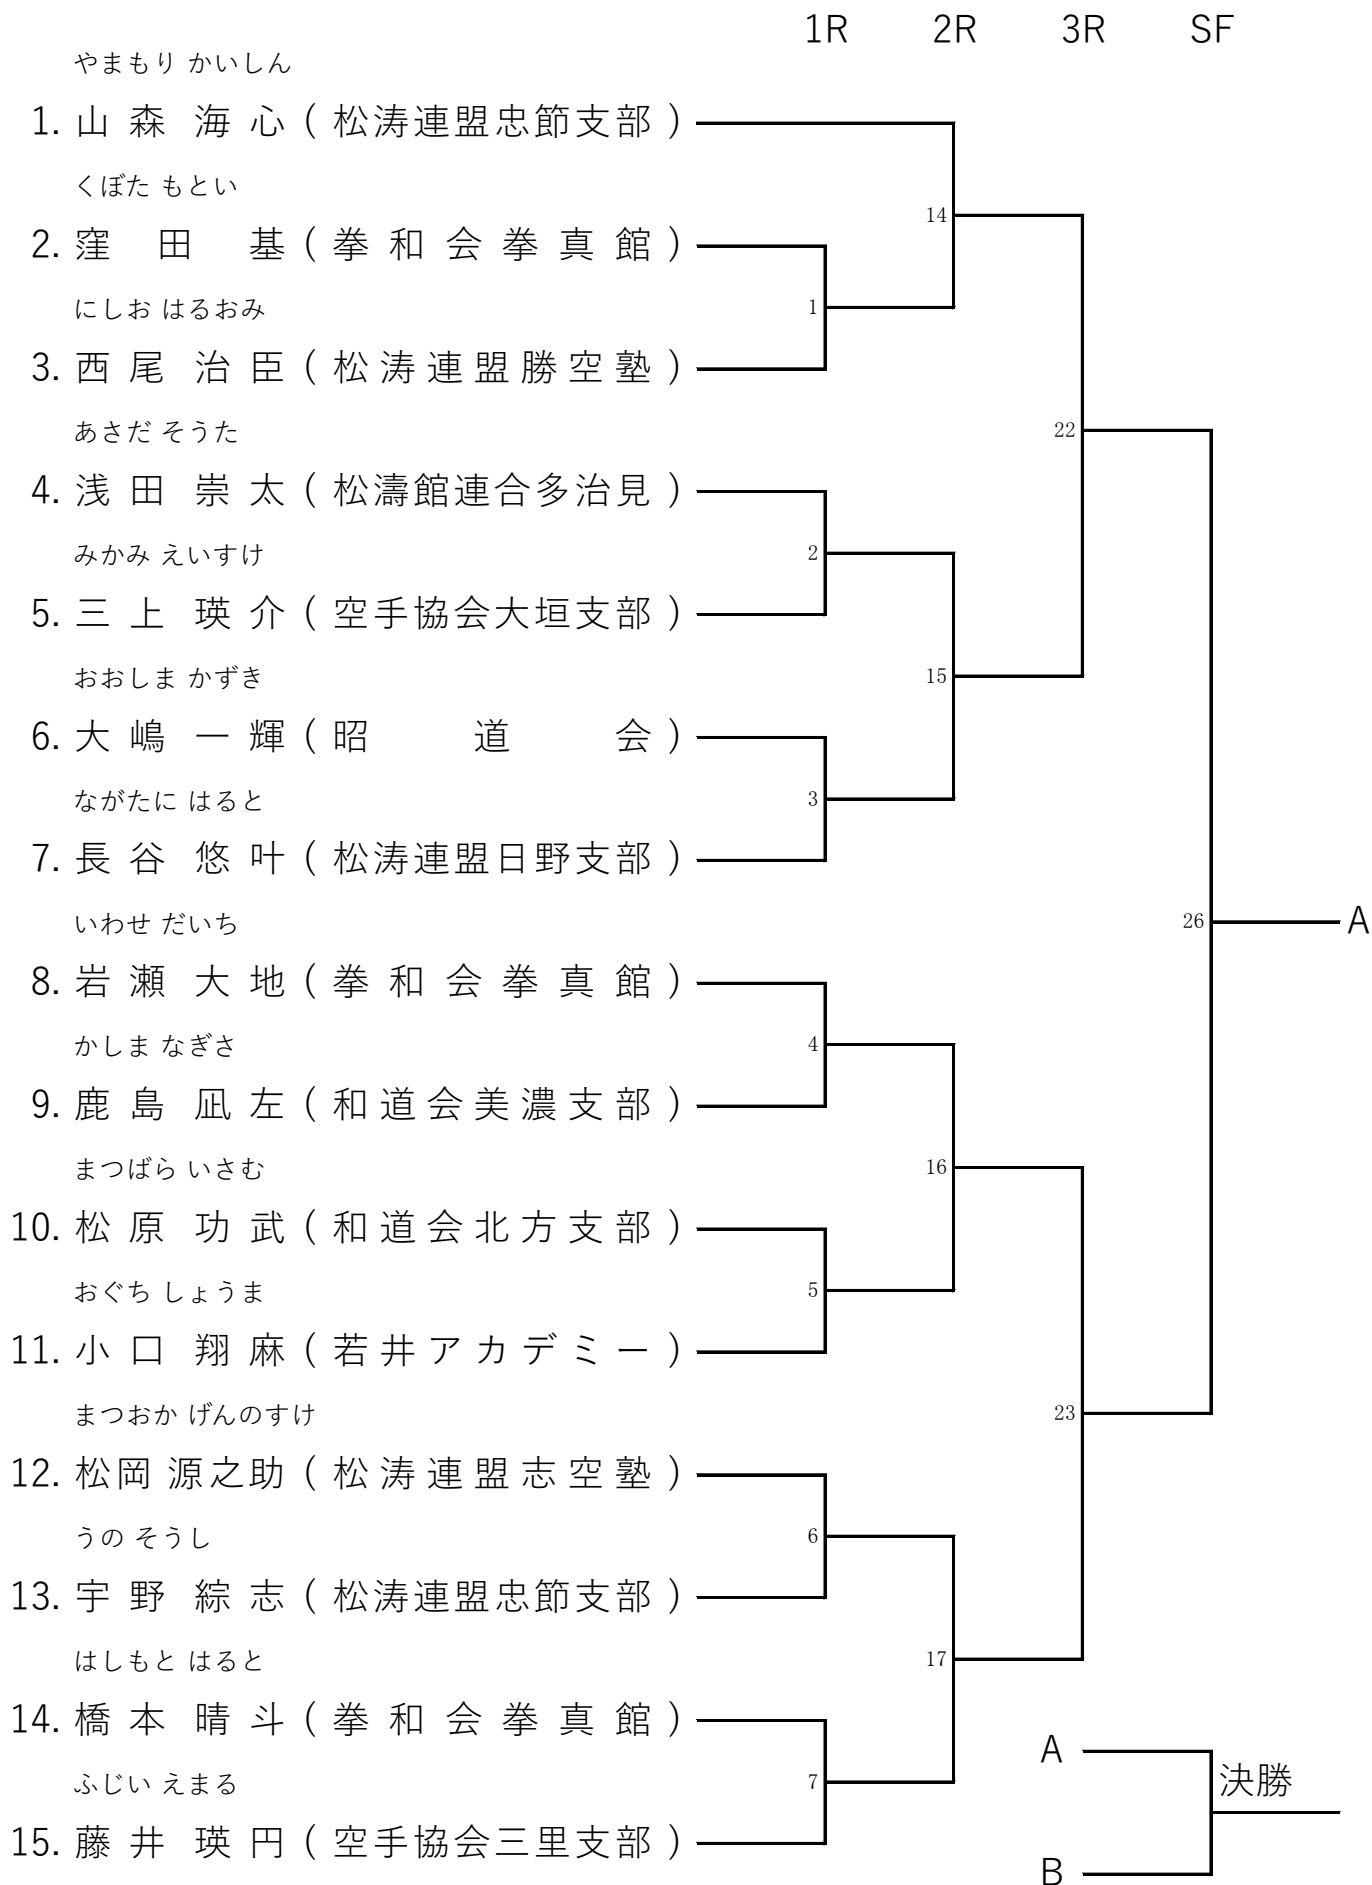 1R 2R 3R SF
やまもり かいしん
1. 山森 海心 ( 松涛連盟忠節支部 )
くぼた もとい
14
2. 窪田 基 ( 拳和会拳真館 )
にしお はるおみ
1
3. 西尾 治臣 ( 松涛連盟勝空塾 )
あさだ そうた
22
4. 浅田 崇太 ( 松濤館連合多治見 )
みかみ えいすけ
2
5. 三上 瑛介 ( 空手協会大垣支部 )
おおしま かずき
15
6. 大嶋 一輝 ( 昭道会 )
ながたに はると
3
7. 長谷 悠叶 ( 松涛連盟日野支部 )
いわせ だいち
26 A
8. 岩瀬 大地 ( 拳和会拳真館 )
かしま なぎさ
4
9. 鹿島 凪左 ( 和道会美濃支部 )
まつばら いさむ
16
10. 松原 功武 ( 和道会北方支部 )
おぐち しょうま
5
11. 小口 翔麻 ( 若井アカデミー )
まつおか げんのすけ
23
12. 松岡 源之助 ( 松涛連盟志空塾 )
うの そうし
6
13. 宇野 綜志 ( 松涛連盟忠節支部 )
はしもと はると
17
14. 橋本 晴斗 ( 拳和会拳真館 )
A
ふじい えまる
7
決勝
15. 藤井 瑛円 ( 空手協会三里支部 )
B